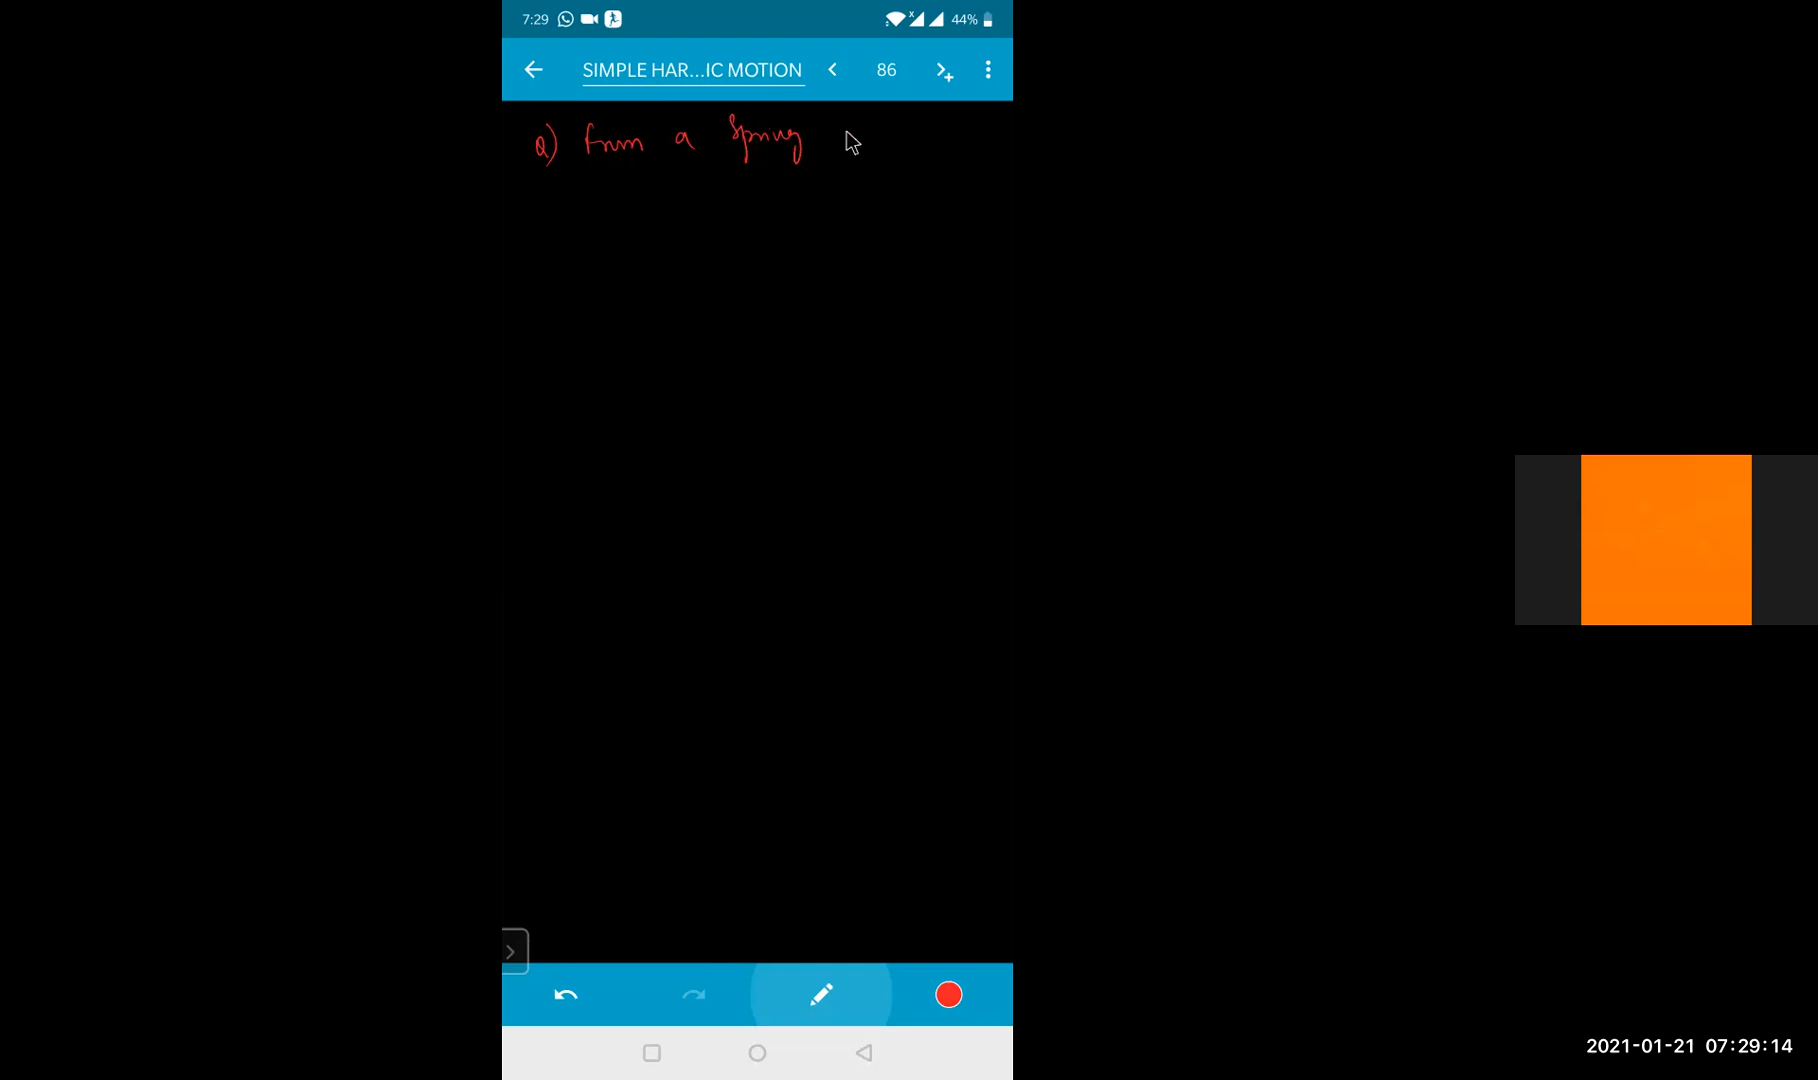 7:29
44%
SIMPLE HAR...IC MOTION
86
Q) From a Spring
2021-01-21 07:29:14